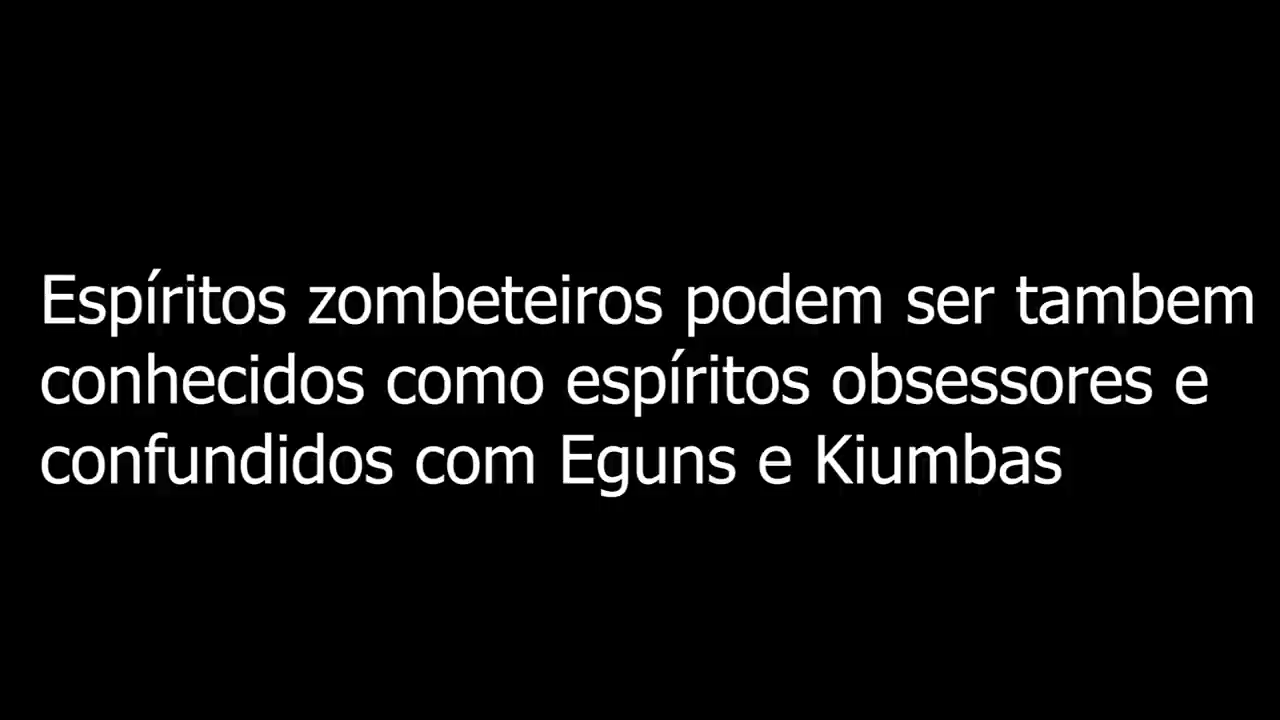 Espíritos zombeteiros podem ser tambem
conhecidos como espíritos obsessores e
confundidos com Eguns e Kiumbas